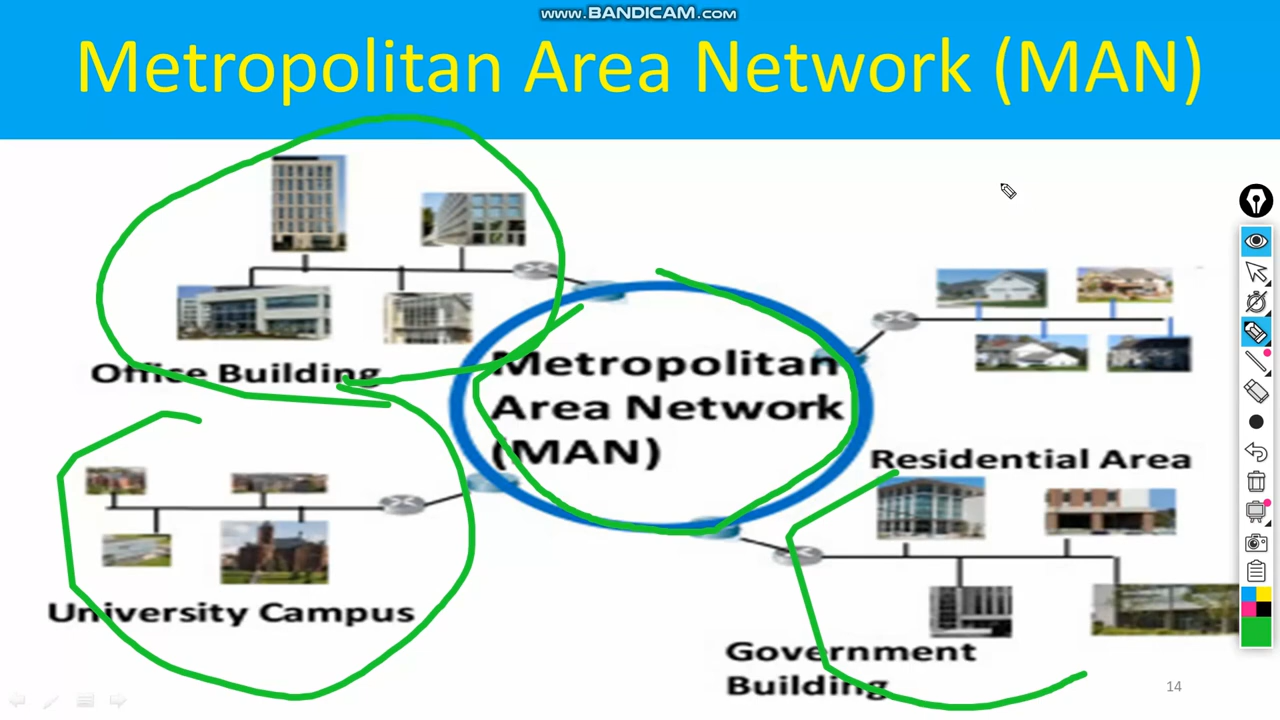 www.BANDICAM.com
Metropolitan Area Network (MAN)
Office Building
Metropolitan
Area Network
(MAN)
Residential Area
University Campus
Government
Building
14